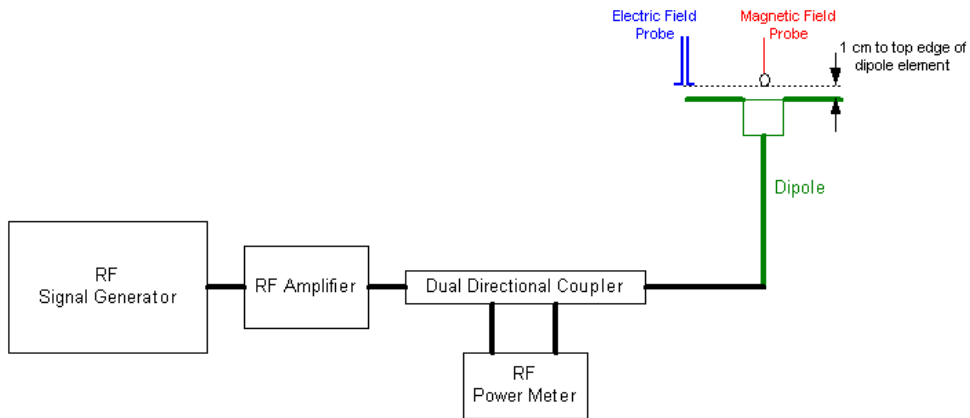 Electric Field
Probe
Magnetic Field
Probe
1 cm to top edge of
dipole element
Dipole
RF
Signal Generator
RF Amplifier
Dual Directional Coupler
RF
Power Meter